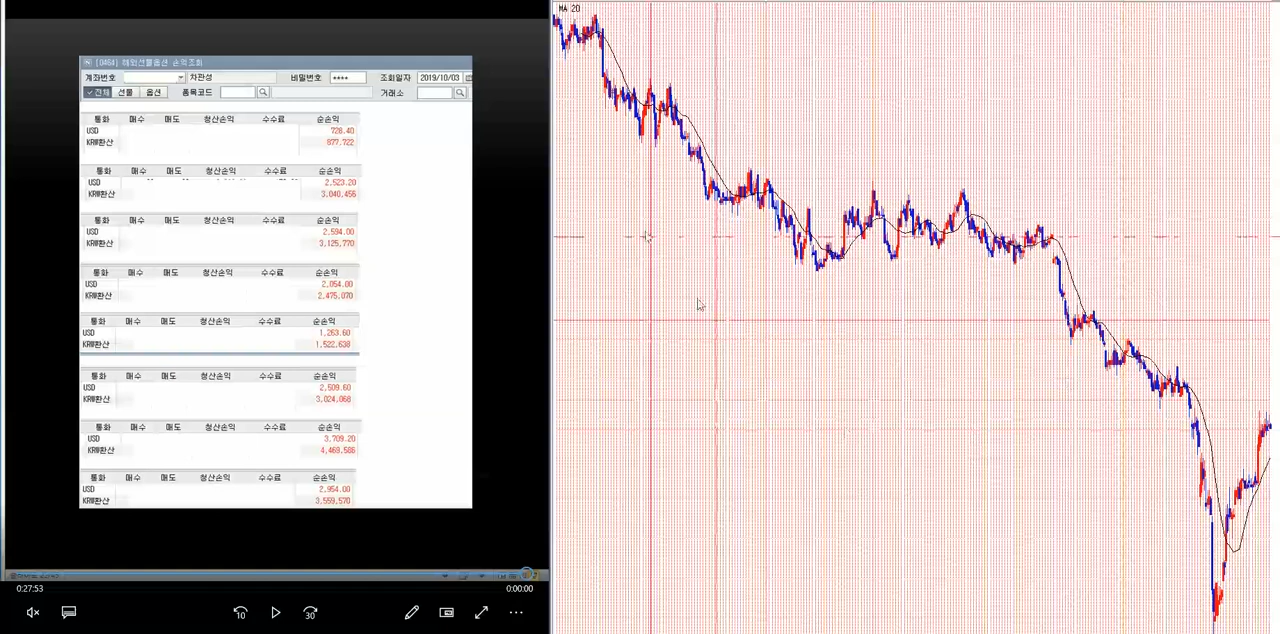 [0464] 해외선물옵션 손익조회
계좌번호 차판성 비밀번호 **** 조회일자 2019/10/03
전체 선물 옵션 품목코드 거래소
통화 매수 매도 청산손익 수수료 순손익
USD 728.40
KRW환산 877,722
통화 매수 매도 청산손익 수수료 순손익
USD 2,523.20
KRW환산 3,040,456
통화 매수 매도 청산손익 수수료 순손익
USD 2,594.00
KRW환산 3,125,770
통화 매수 매도 청산손익 수수료 순손익
USD 2,054.00
KRW환산 2,475,070
통화 매수 매도 청산손익 수수료 순손익
USD 1,263.60
KRW환산 1,522,638
통화 매수 매도 청산손익 수수료 순손익
USD 2,509.60
KRW환산 3,024,068
통화 매수 매도 청산손익 수수료 순손익
USD 3,709.20
KRW환산 4,469,586
통화 매수 매도 청산손익 수수료 순손익
USD 2,954.00
KRW환산 3,559,570
0:27:53 0:00:00
10 30
MA 20